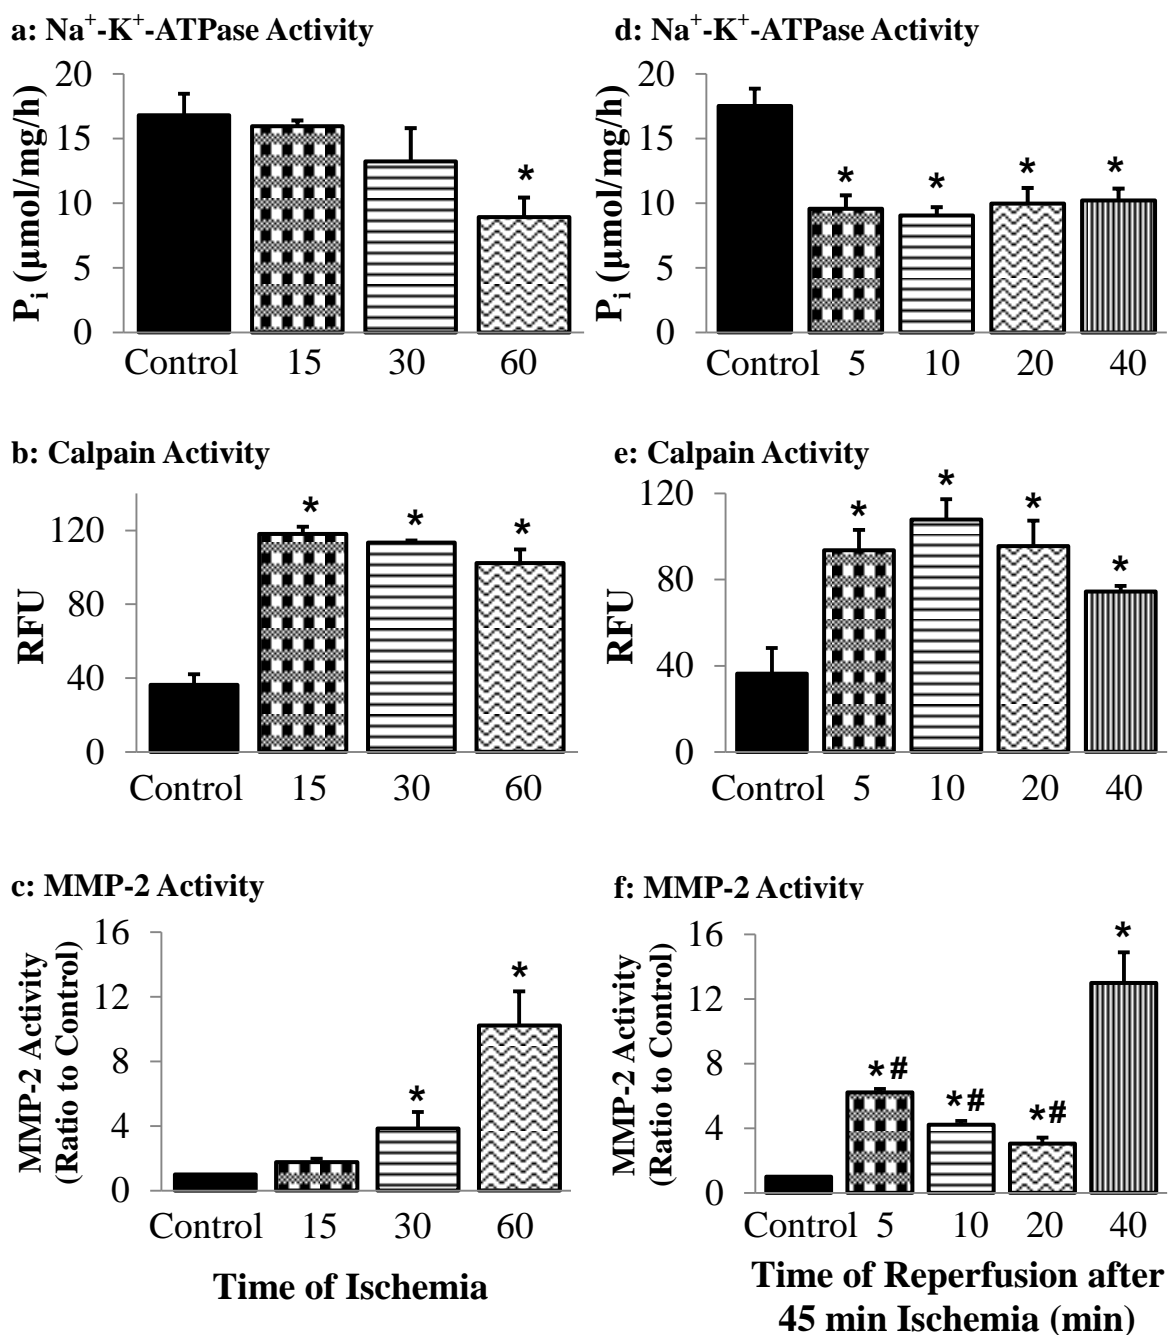 a: Na+-K+-ATPase Activity
Pi (μmol/mg/h)
20
15
10
5
0
*
Control 15 30 60
b: Calpain Activity
RFU
120
80
40
0
* * *
Control 15 30 60
c: MMP-2 Activity
MMP-2 Activity
(Ratio to Control)
16
12
8
4
0
* *
Control 15 30 60
Time of Ischemia
d: Na+-K+-ATPase Activity
Pi (μmol/mg/h)
20
15
10
5
0
* * * *
Control 5 10 20 40
e: Calpain Activity
RFU
120
80
40
0
* * * *
Control 5 10 20 40
f: MMP-2 Activity
MMP-2 Activity
(Ratio to Control)
16
12
8
4
0
*# *# *# *
Control 5 10 20 40
Time of Reperfusion after
45 min Ischemia (min)